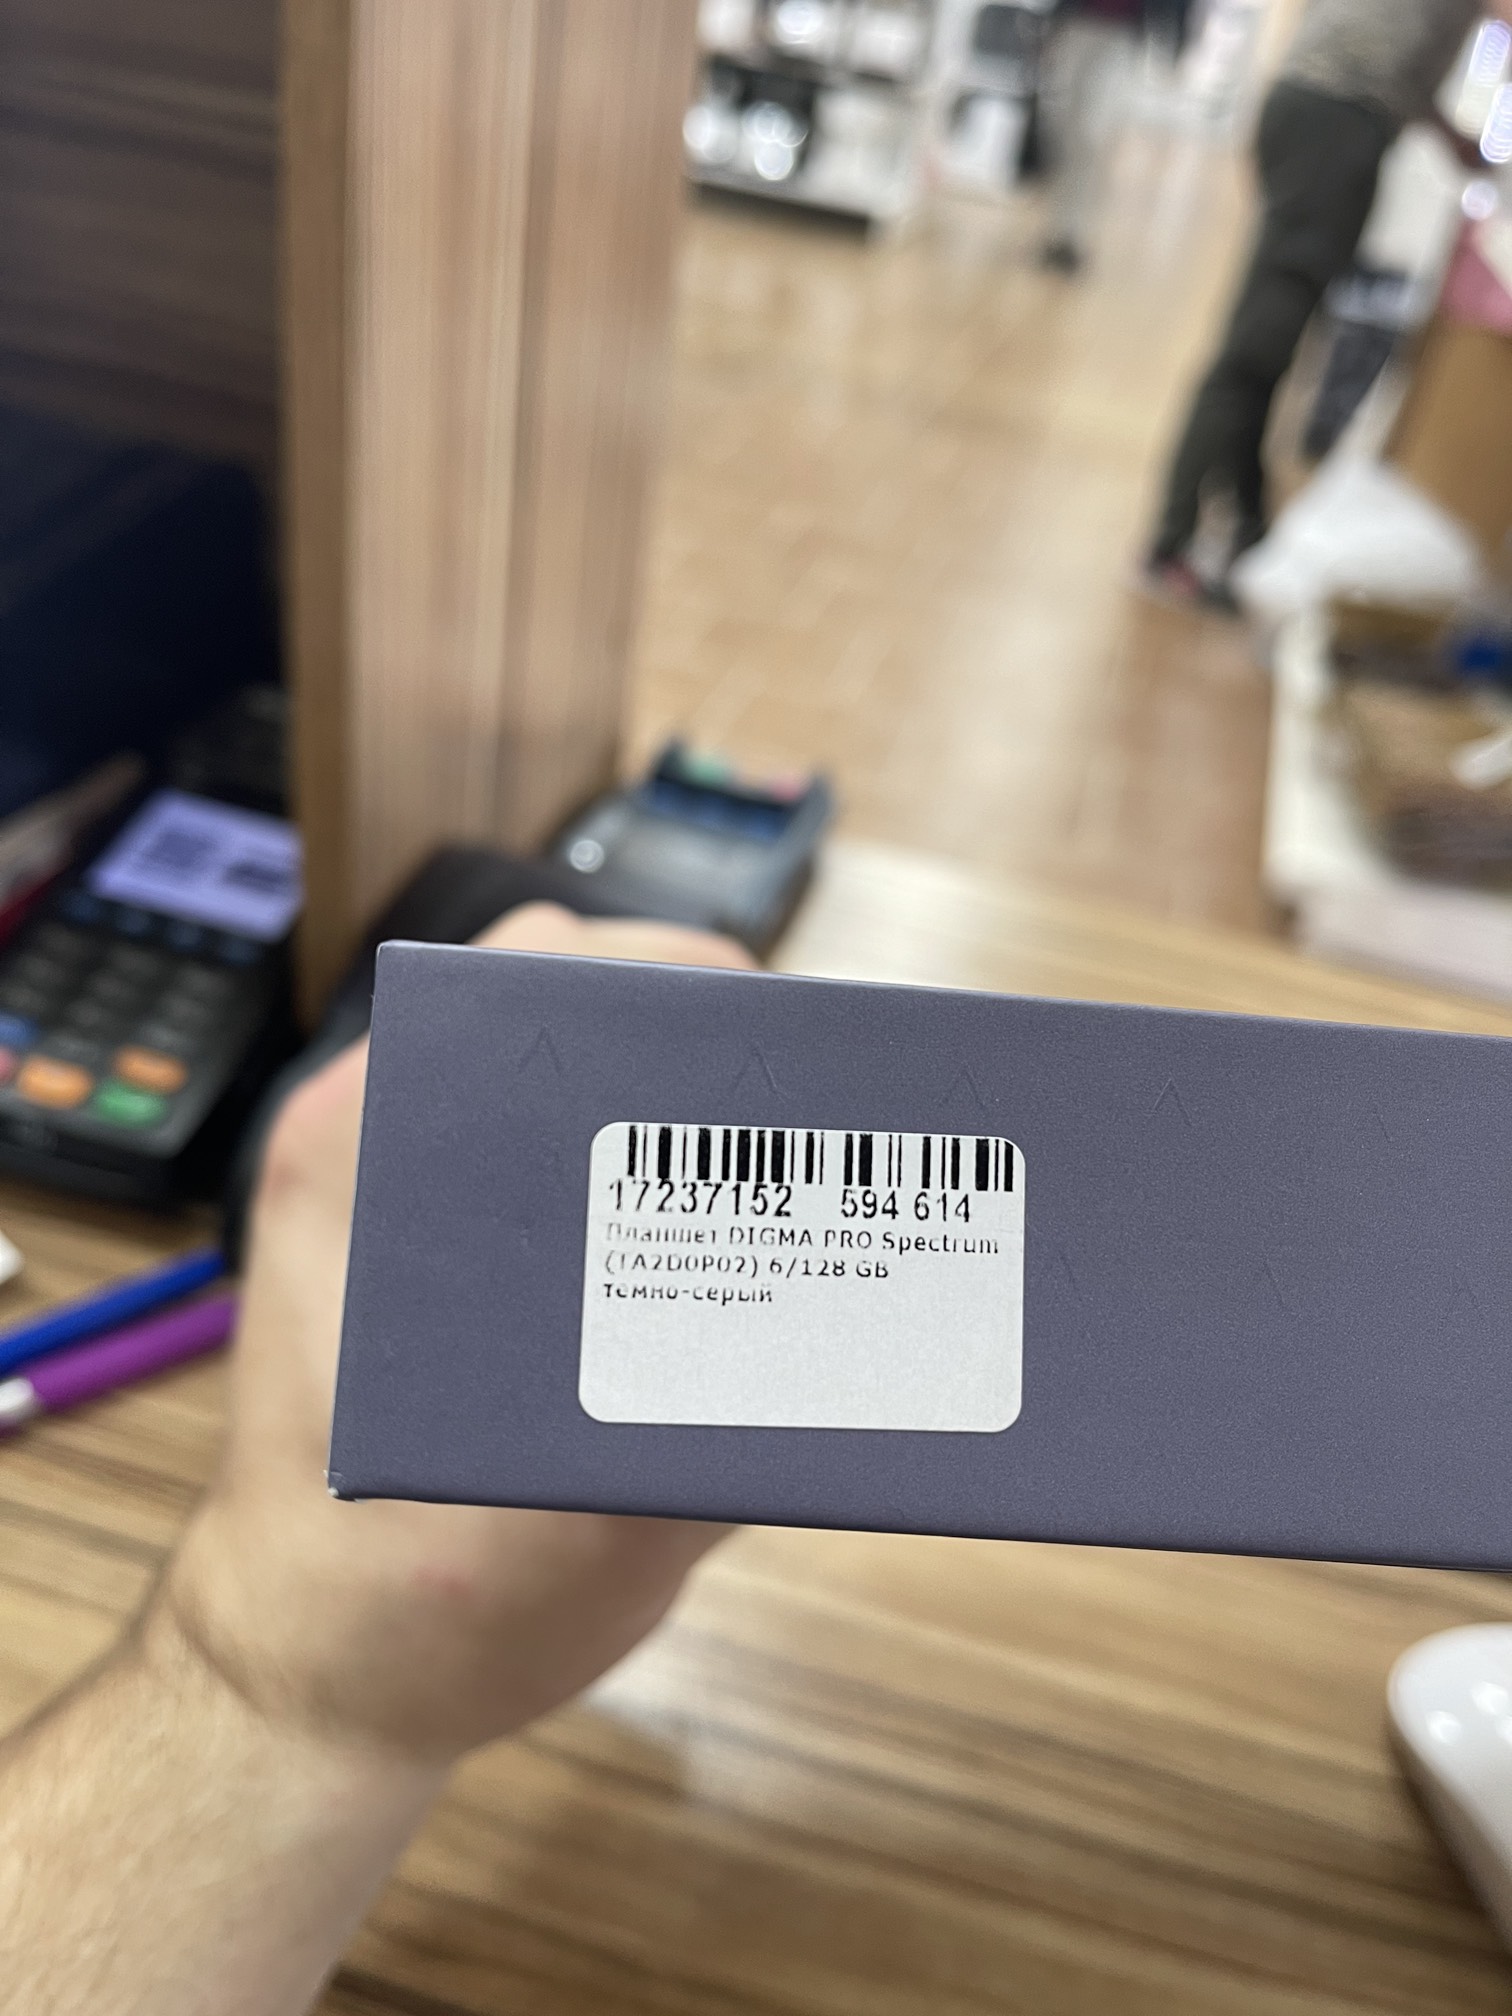 17237152 594 614
Планшет DIGMA PRO Spectrum
(TA2D0P02) 6/128 GB
темно-серый